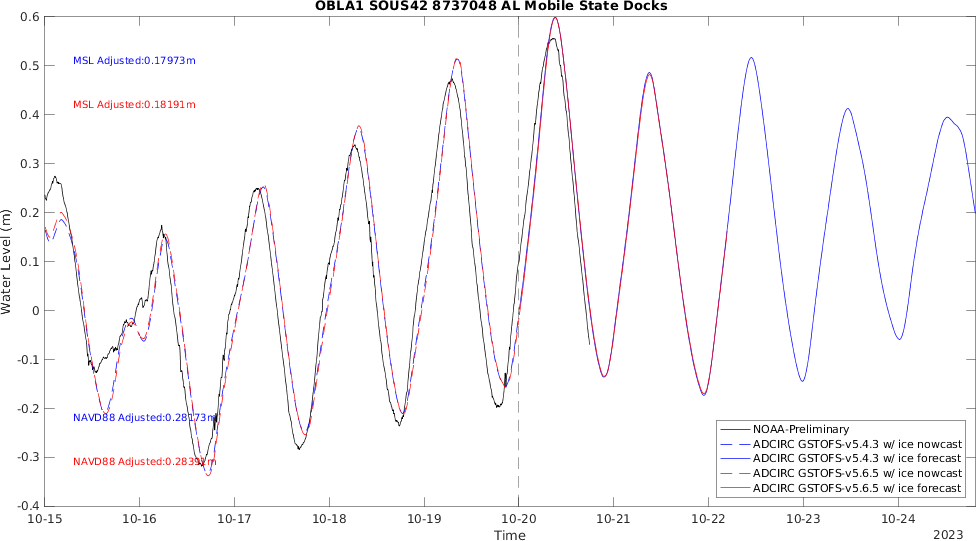 OBLA1 SOUS42 8737048 AL Mobile State Docks
0.6
0.5
0.4
0.3
0.2
0.1
0
-0.1
-0.2
-0.3
-0.4
Water Level (m)
MSL Adjusted:0.17973m
MSL Adjusted:0.18191m
NAVD88 Adjusted:0.28173m
NAVD88
NOAA-Preliminary
ADCIRC GSTOFS-v5.4.3 w/ ice nowcast
ADCIRC GSTOFS-v5.4.3 w/ ice forecast
ADCIRC GSTOFS-v5.6.5 w/ ice nowcast
ADCIRC GSTOFS-v5.6.5 w/ ice forecast
10-15 10-16 10-17 10-18 10-19 10-20 10-21 10-22 10-23 10-24
Time
2023